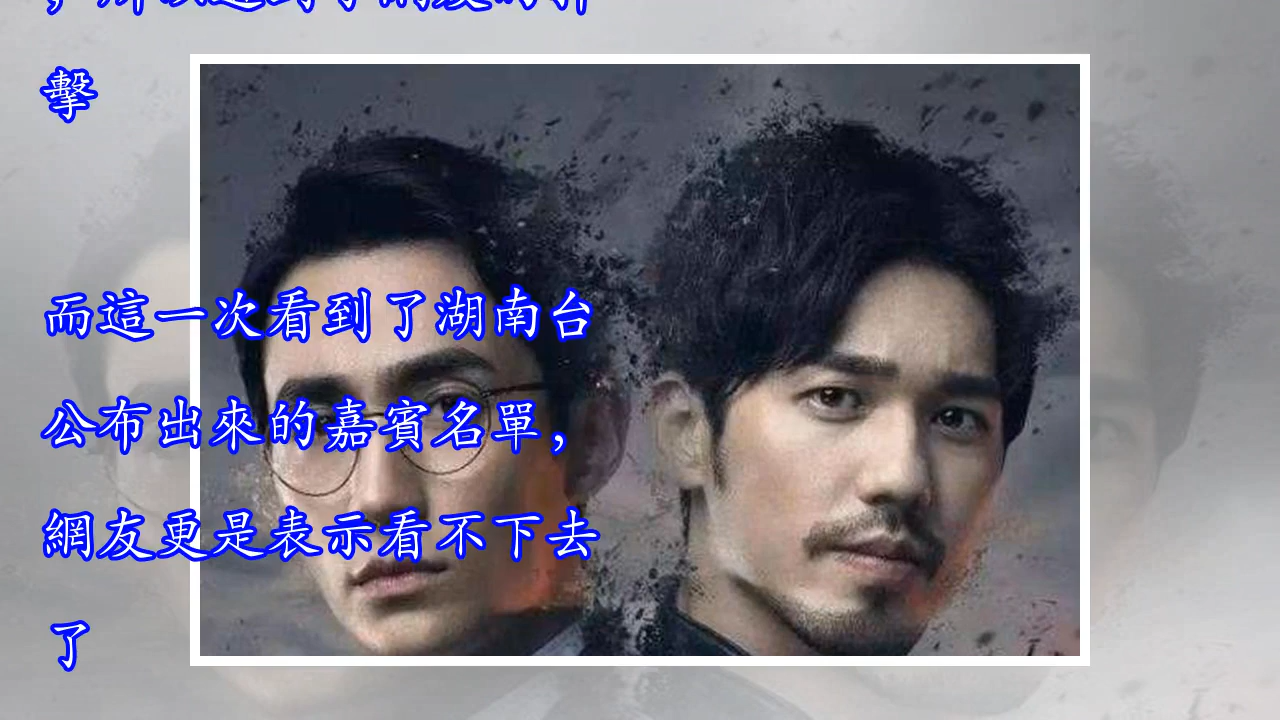 擊
而這一次看到了湖南台
公布出來的嘉賓名單，
網友更是表示看不下去
了